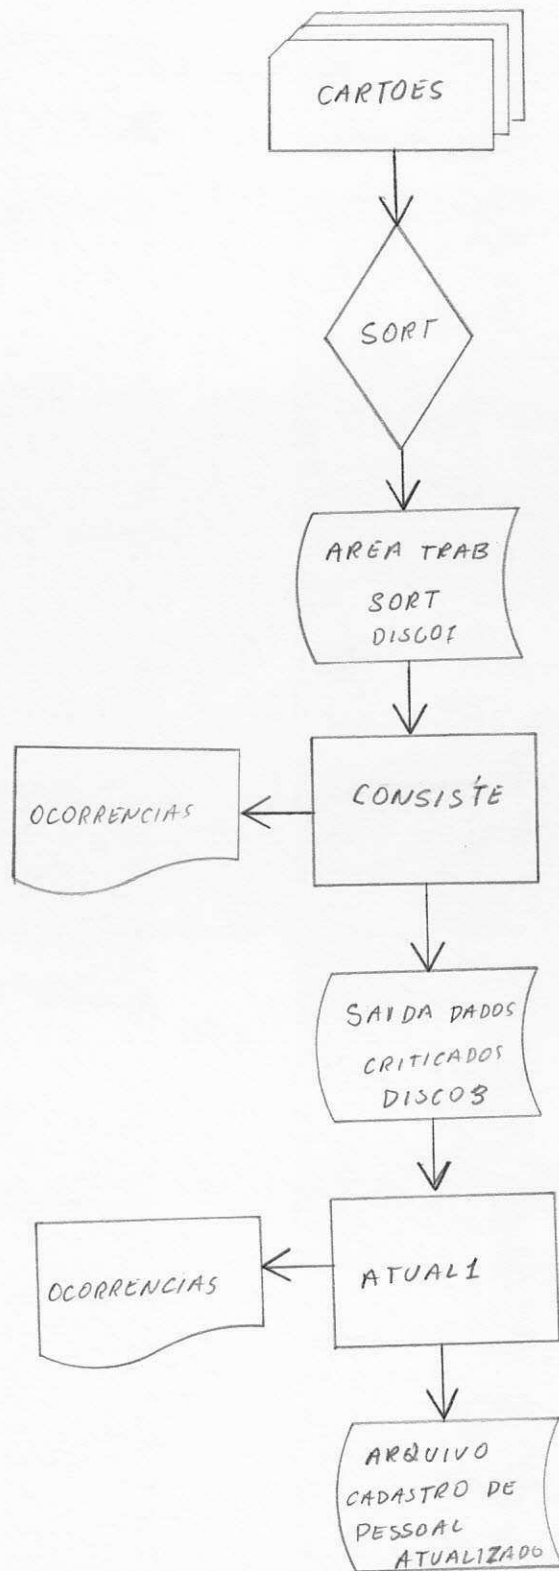 CARTOES
SORT
AREA TRAB
SORT
DISCO1
CONSISTE
OCORRENCIAS
SAIDA DADOS
CRITICADOS
DISCO3
ATUAL1
OCORRENCIAS
ARQUIVO
CADASTRO DE
PESSOAL
ATUALIZADO